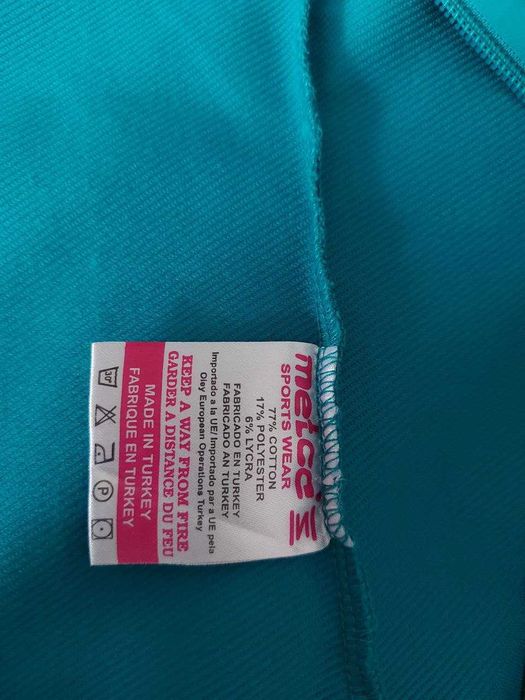 metco
SPORTS WEAR
77% COTTON
17% POLYESTER
6% LYCRA
FABRICADO EN TURKEY
FABRICADO AN TURKEY
Importado a la UE/ Importado par a UE pela
Oley European Operations Turkey
KEEP A WAY FROM FIRE
GARDER A DISTANCE DU FEU
MADE IN TURKEY
FABRIQUE EN TURKEY
30°
P